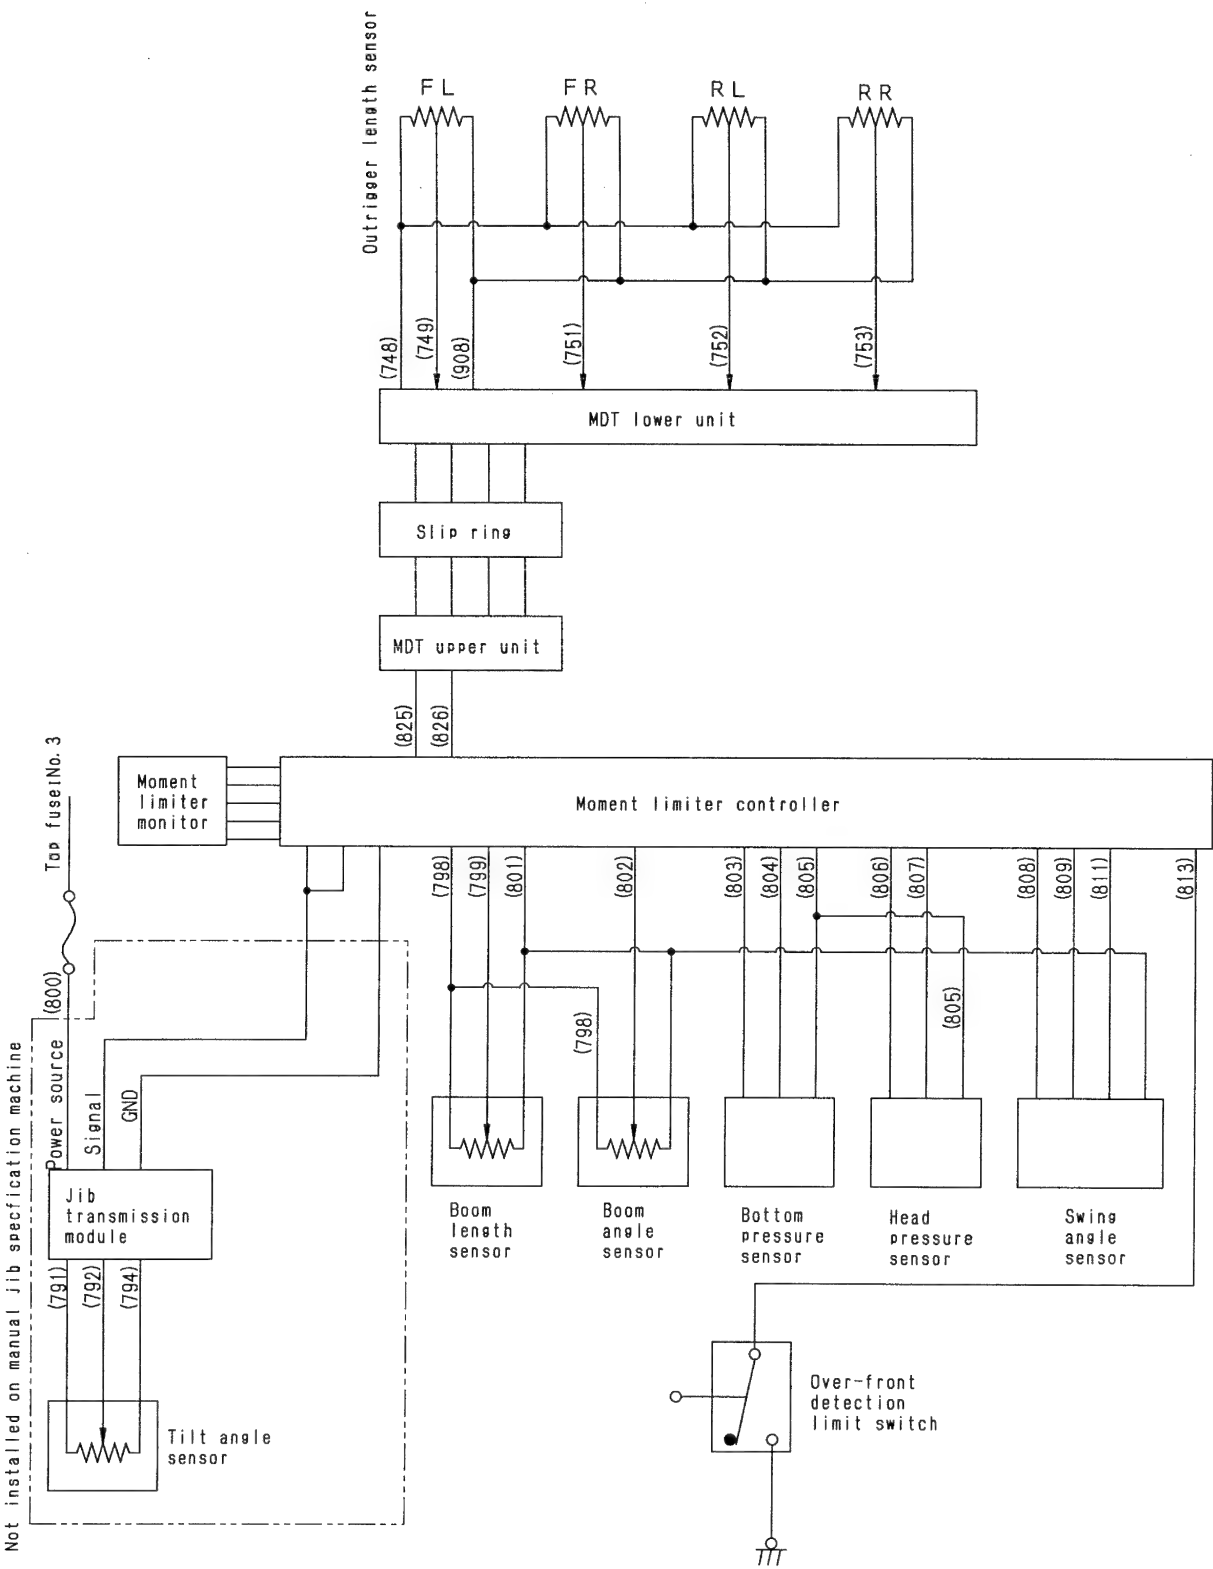 Outrigger length sensor
FL
FR
RL
RR
(748)
(749)
(908)
(751)
(752)
(753)
MDT lower unit
Slip ring
MDT upper unit
(825)
(826)
Top fuse1No. 3
Moment
limiter
monitor
Moment limiter controller
(798)
(799)
(801)
(802)
(803)
(804)
(805)
(806)
(807)
(808)
(809)
(811)
(813)
(800)
(798)
(805)
Not installed on manual jib specfication machine
Power source
Signal
GND
Jib
transmission
module
(791)
(792)
(794)
Tilt angle
sensor
Boom
length
sensor
Boom
angle
sensor
Bottom
pressure
sensor
Head
pressure
sensor
Swing
angle
sensor
Over-front
detection
limit switch